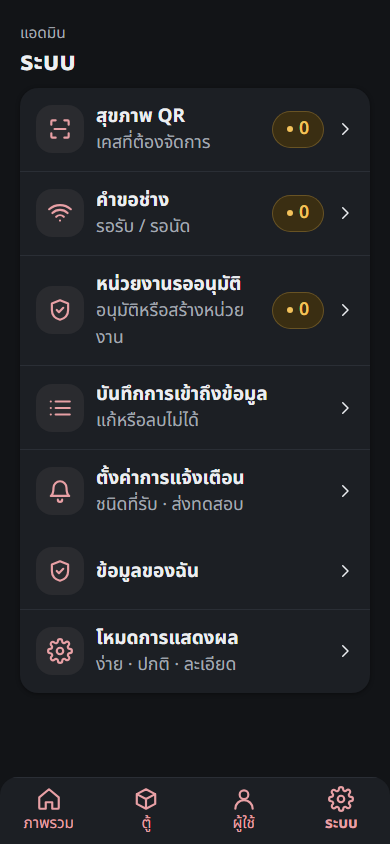 แอดมิน
ระบบ
สุขภาพ QR
เคสที่ต้องจัดการ
• 0
คำขอช่าง
รอรับ / รอนัด
• 0
หน่วยงานรออนุมัติ
อนุมัติหรือสร้างหน่วย
งาน
• 0
บันทึกการเข้าถึงข้อมูล
แก้หรือลบไม่ได้
ตั้งค่าการแจ้งเตือน
ชนิดที่รับ · ส่งทดสอบ
ข้อมูลของฉัน
โหมดการแสดงผล
ง่าย · ปกติ · ละเอียด
ภาพรวม
ตู้
ผู้ใช้
ระบบ